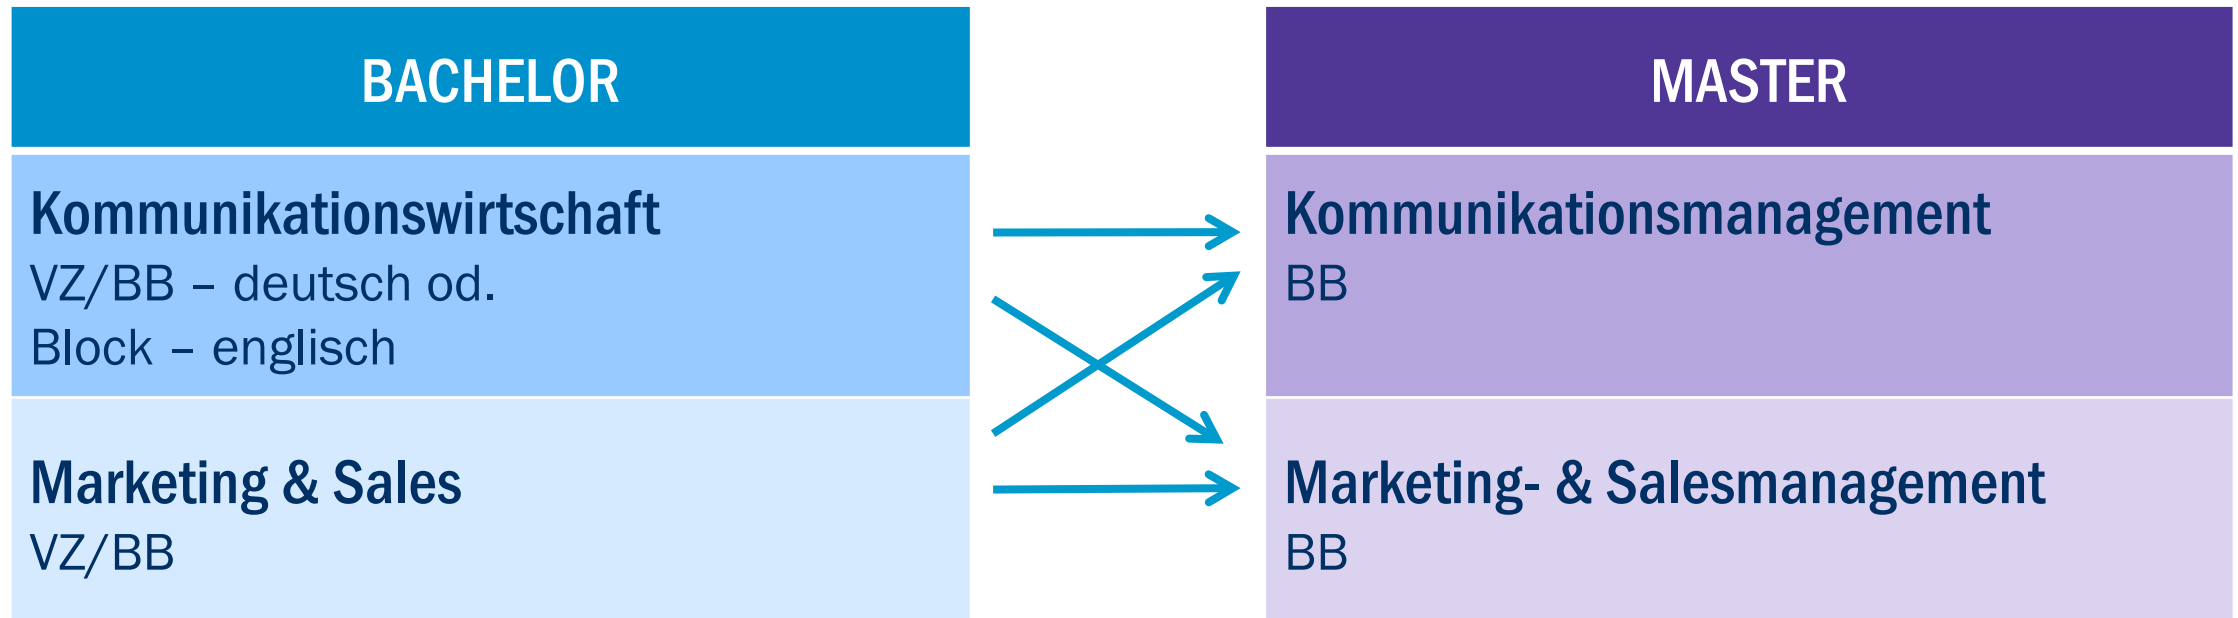 BACHELOR
Kommunikationswirtschaft
VZ/BB – deutsch od.
Block – englisch
Marketing & Sales
VZ/BB
MASTER
Kommunikationsmanagement
BB
Marketing- & Salesmanagement
BB